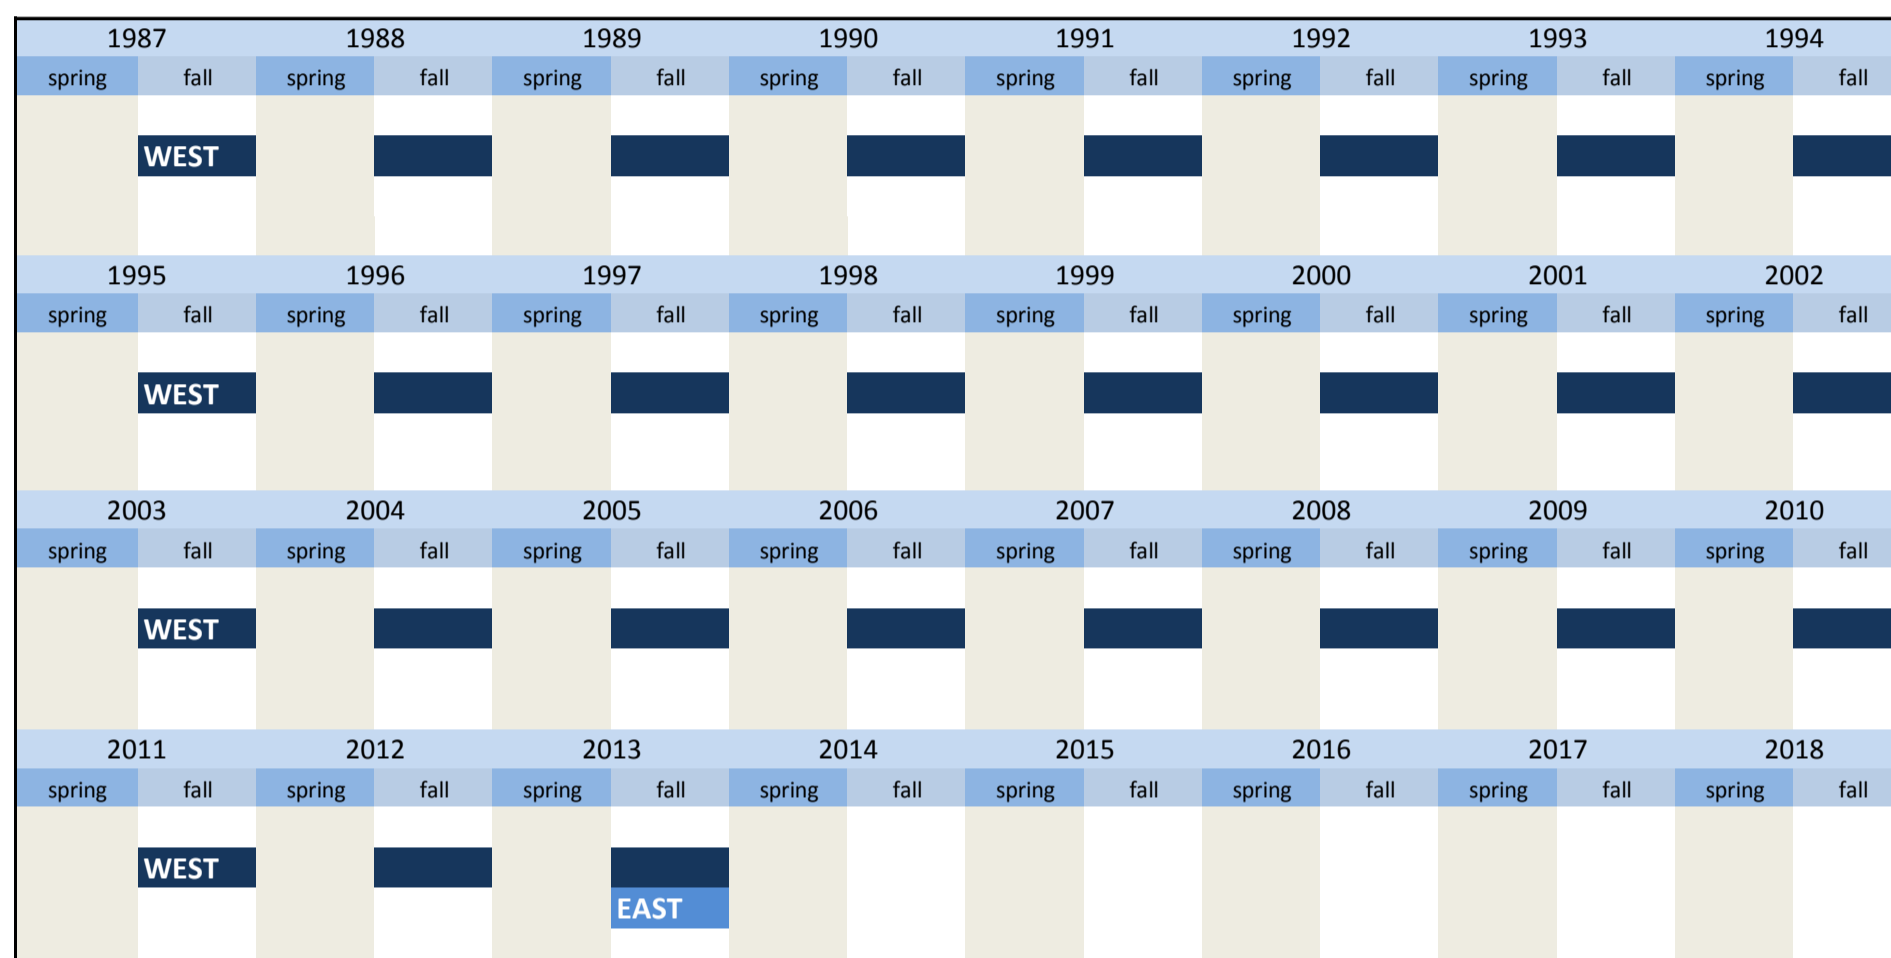 1987 1988 1989 1990 1991 1992 1993 1994
spring fall spring fall spring fall spring fall spring fall spring fall spring fall spring fall
WEST
1995 1996 1997 1998 1999 2000 2001 2002
spring fall spring fall spring fall spring fall spring fall spring fall spring fall spring fall
WEST
2003 2004 2005 2006 2007 2008 2009 2010
spring fall spring fall spring fall spring fall spring fall spring fall spring fall spring fall
WEST
2011 2012 2013 2014 2015 2016 2017 2018
spring fall spring fall spring fall spring fall spring fall spring fall spring fall spring fall
WEST
EAST